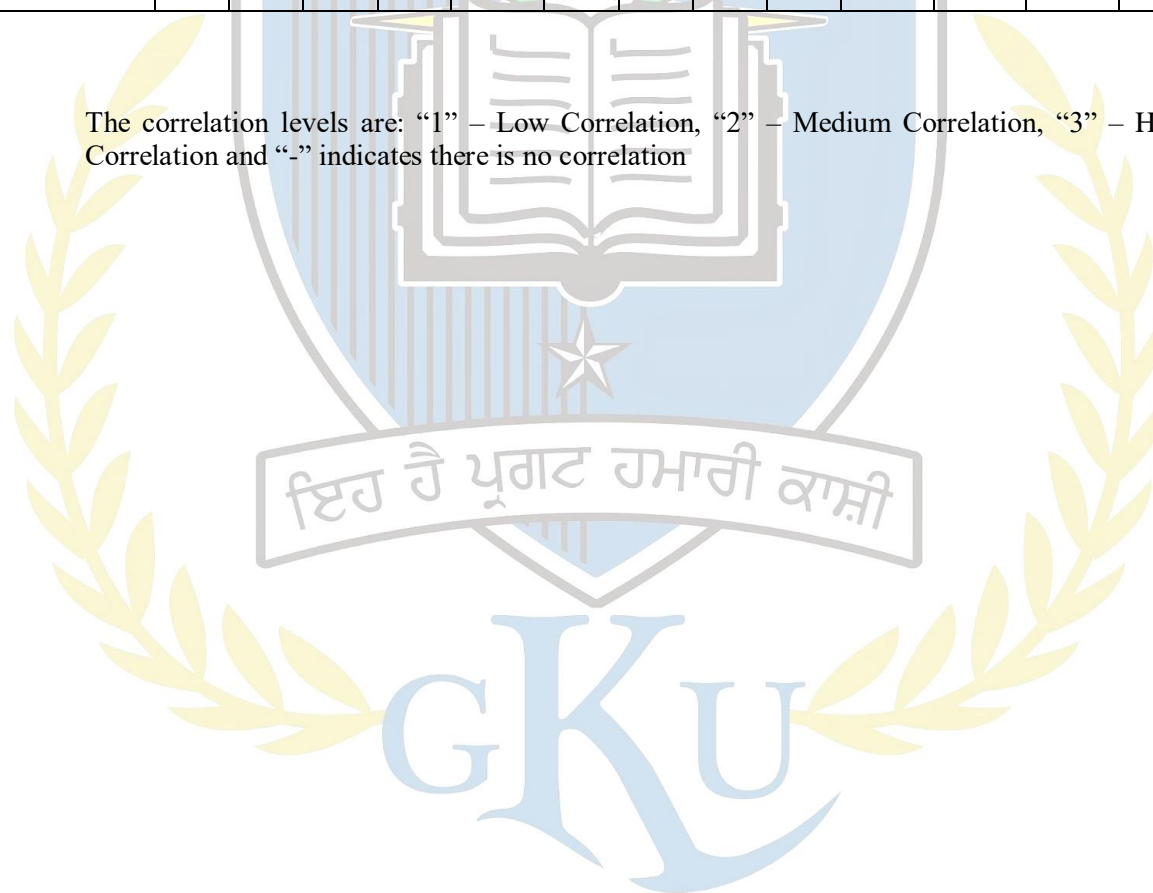 The correlation levels are: “1” – Low Correlation, “2” – Medium Correlation, “3” –
Correlation and “-” indicates there is no correlation
ਇਹ ਹੈ ਪ੍ਰਗਟ ਹਮਾਰੀ ਕਾਸ਼ੀ
GKU